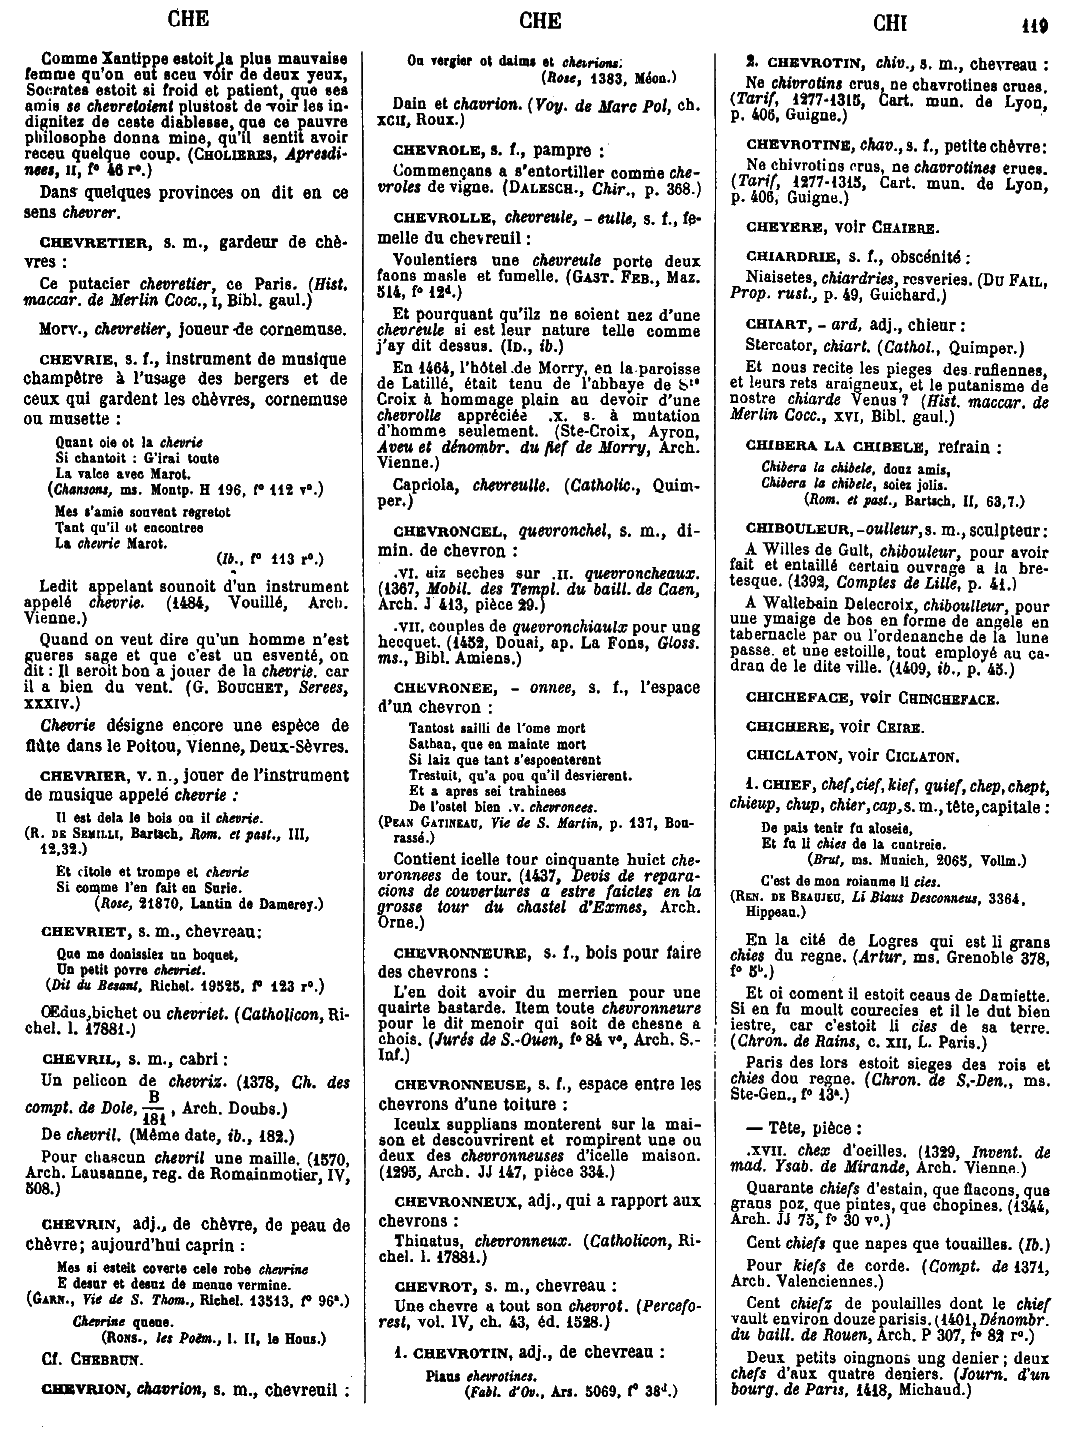 CHE
CHE
CHI
119
Comme Xantippe estoit la plus mauvaise
femme qu'on eut sceu voir de deux yeux,
Socrates estoit si froid et patient, que ses
amis se chevretoient plustost de voir les in-
dignitez de ceste diablesse, que ce pauvre
philosophe donna mine, qu'il sentit avoir
receu quelque coup. (CHOLIERES, Apresdi-
nees, II, f° 46 r°.)
Dans quelques provinces on dit en ce
sens chevrer.
CHEVRETIER, s. m., gardeur de chè-
vres :
Ce putacier chevretier, ce Paris. (Hist.
maccar. de Merlin Cocc., I, Bibl. gaul.)
Morv., chevretier, joueur de cornemuse.
CHEVRIE, s. f., instrument de musique
champêtre à l'usage des bergers et de
ceux qui gardent les chèvres, cornemuse
ou musette :
Quant oie ot la chevrie
Si chantoit : G'irai toute
La valee avec Marot.
(Chansons, ms. Montp. H 196, f° 112 v°.)
Mes s'amie souvent regretot
Tant qu'il ot encontree
La chevrie Marot.
(Ib., f° 113 r°.)
Ledit appelant sounoit d'un instrument
appelé chevrie. (1484, Vouillé, Arch.
Vienne.)
Quand on veut dire qu'un homme n'est
gueres sage et que c'est un esventé, on
dit : Il seroit bon a jouer de la chevrie. car
il a bien du vent. (G. BOUCHET, Serees,
XXXIV.)
Chevrie désigne encore une espèce de
flûte dans le Poitou, Vienne, Deux-Sèvres.
CHEVRIER, v. n., jouer de l'instrument
de musique appelé chevrie :
Il est dela le bois ou il chevrie.
(R. DE SEMILLI, Bartsch, Rom. et past., III,
12,32.)
Et citole et trompe et chevrie
Si comme l'en fait en Surie.
(Rose, 21870, Lantin de Damerey.)
CHEVRIET, s. m., chevreau:
Que me donissiez un boquet,
Un petit povre chevriet.
(Dit du Besant, Richel. 19525, f° 123 r°.)
Œdus, bichet ou chevriet. (Catholicon, Ri-
chel. l. 17881.)
CHEVRIL, s. m., cabri :
Un pelicon de chevriz. (1378, Ch. des
compt. de Dole, B/181, Arch. Doubs.)
De chevril. (Même date, ib., 182.)
Pour chascun chevril une maille. (1570,
Arch. Lausanne, reg. de Romainmotier, IV,
508.)
CHEVRIN, adj., de chèvre, de peau de
chèvre; aujourd'hui caprin :
Mes si esteit coverte cele robe chevrine
E desur et desuz de menue vermine.
(GARN., Vie de S. Thom., Richel. 13513, f° 96ª.)
Chevrine queue.
(RONS., les Poëm., l. II, le Hous.)
Cf. CHEBRUN.
CHEVRION, chavrion, s. m., chevreuil :
Ou vergier ot daims et chevrions.
(Rose, 1383, Méon.)
Dain et chavrion. (Voy. de Marc Pol, ch.
XCII, Roux.)
CHEVROLE, s. f., pampre :
Commençans a s'entortiller comme che-
vroles de vigne. (DALESCH., Chir., p. 368.)
CHEVROLLE, chevreule, - eulle, s. f., fe-
melle du chevreuil :
Voulentiers une chevreule porte deux
faons masle et fumelle. (GAST. FEB., Maz.
514, f° 12d.)
Et pourquant qu'ilz ne soient nez d'une
chevreule si est leur nature telle comme
j'ay dit dessus. (ID., ib.)
En 1464, l'hôtel de Morry, en la paroisse
de Latillé, était tenu de l'abbaye de Ste
Croix à hommage plain au devoir d'une
chevrolle appréciée .x. s. à mutation
d'homme seulement. (Ste-Croix, Ayron,
Aveu et dénombr. du fief de Morry, Arch.
Vienne.)
Capriola, chevreulle. (Catholic., Quim-
per.)
CHEVRONCEL, quevronchel, s. m., di-
min. de chevron :
.VI. aiz seches sur .II. quevroncheaux.
(1367, Mobil. des Templ. du baill. de Caen,
Arch. J 413, pièce 29.)
.VII. couples de quevronchiaulx pour ung
hecquet. (1452, Douai, ap. La Fons, Gloss.
ms., Bibl. Amiens.)
CHEVRONEE, - onnee, s. f., l'espace
d'un chevron :
Tantost sailli de l'ome mort
Sathan, que en mainte mort
Si laiz que tant s'espoenterent
Trestuit, qu'a pou qu'il desvierent.
Et a apres sei trahinees
De l'ostel bien .v. chevronees.
(PEAN GATINEAU, Vie de S. Martin, p. 137, Bou-
rassé.)
Contient icelle tour cinquante huict che-
vronnees de tour. (1437, Devis de repara-
cions de couvertures a estre faictes en la
grosse tour du chastel d'Exmes, Arch.
Orne.)
CHEVRONNEURE, s. f., bois pour faire
des chevrons :
L'en doit avoir du merrien pour une
quairte bastarde. Item toute chevronneure
pour le dit menoir qui soit de chesne a
chois. (Jurés de S.-Ouen, f° 84 v°, Arch. S.-
Inf.)
CHEVRONNEUSE, s. f., espace entre les
chevrons d'une toiture :
Iceulx supplians monterent sur la mai-
son et descouvrirent et rompirent une ou
deux des chevronneuses d'icelle maison.
(1295, Arch. JJ 147, pièce 334.)
CHEVRONNEUX, adj., qui a rapport aux
chevrons :
Thinatus, chevronneux. (Catholicon, Ri-
chel. l. 17881.)
CHEVROT, s. m., chevreau :
Une chevre a tout son chevrot. (Percefo-
rest, vol. IV, ch. 43, éd. 1528.)
1. CHEVROTIN, adj., de chevreau :
Piaus chevrotines.
(Fabl. d'Ov., Ars. 5069, f° 38d.)
2. CHEVROTIN, chiv., s. m., chevreau :
Ne chivrotins crus, ne chavrotines crues.
(Tarif, 1277-1315, Cart. mun. de Lyon,
p. 406, Guigne.)
CHEVROTINE, chav., s. f., petite chèvre:
Ne chivrotins crus, ne chavrotines crues.
(Tarif, 1277-1315, Cart. mun. de Lyon,
p. 406, Guigne.)
CHEYERE, voir CHAIERE.
CHIARDRIE, s. f., obscénité :
Niaisetes, chiardries, resveries. (DU FAIL,
Prop. rust., p. 49, Guichard.)
CHIART, - ard, adj., chieur :
Stercator, chiart. (Cathol., Quimper.)
Et nous recite les pieges des rufiennes,
et leurs rets araigneux, et le putanisme de
nostre chiarde Venus ? (Hist. maccar. de
Merlin Cocc., XVI, Bibl. gaul.)
CHIBERA LA CHIBELE, refrain :
Chibera la chibele, douz amis,
Chibera la chibele, soiez jolis.
(Rom. et past., Bartsch, II, 63,7.)
CHIBOULEUR, -oulleur, s. m., sculpteur:
A Willes de Gult, chibouleur, pour avoir
fait et entaillé certain ouvrage a la bre-
tesque. (1392, Comptes de Lille, p. 41.)
A Wallebain Delecroix, chiboulleur, pour
une ymaige de bos en forme de angele en
tabernacle par ou l'ordenanche de la lune
passe. et une estoille, tout employé au ca-
dran de le dite ville. (1409, ib., p. 45.)
CHICHEFACE, voir CHINCHEFACE.
CHICHERE, voir CEIRE.
CHICLATON, voir CICLATON.
1. CHIEF, chef, cief, kief, quief, chep, chept,
chieup, chup, chier, cap, s. m., tête, capitale :
De pais tenir fu aloseie,
Et fu li chies de la contreie.
(Brut, ms. Munich, 2065, Vollm.)
C'est de mon roiaume li cies.
(REN. DE BEAUJEU, Li Biaus Desconneus, 3364,
Hippeau.)
En la cité de Logres qui est li grans
chies du regne. (Artur, ms. Grenoble 378,
f° 5b.)
Et oi coment il estoit ceaus de Damiette.
Si en fu moult courecies et il le dut bien
iestre, car c'estoit li cies de sa terre.
(Chron. de Rains, c. XII, L. Paris.)
Paris des lors estoit sieges des rois et
chies dou regne. (Chron. de S.-Den., ms.
Ste-Gen., f° 13ª.)
— Tête, pièce :
.XVII. chex d'oeilles. (1329, Invent. de
mad. Ysab. de Mirande, Arch. Vienne.)
Quarante chiefs d'estain, que flacons, que
grans poz, que pintes, que chopines. (1344,
Arch. JJ 75, f° 30 v°.)
Cent chiefs que napes que touailles. (Ib.)
Pour kiefs de corde. (Compt. de 1371,
Arch. Valenciennes.)
Cent chiefz de poulailles dont le chief
vault environ douze parisis. (1401, Dénombr.
du baill. de Rouen, Arch. P 307, f° 82 r°.)
Deux petits oingnons ung denier ; deux
chefs d'aux quatre deniers. (Journ. d'un
bourg. de Paris, 1418, Michaud.)